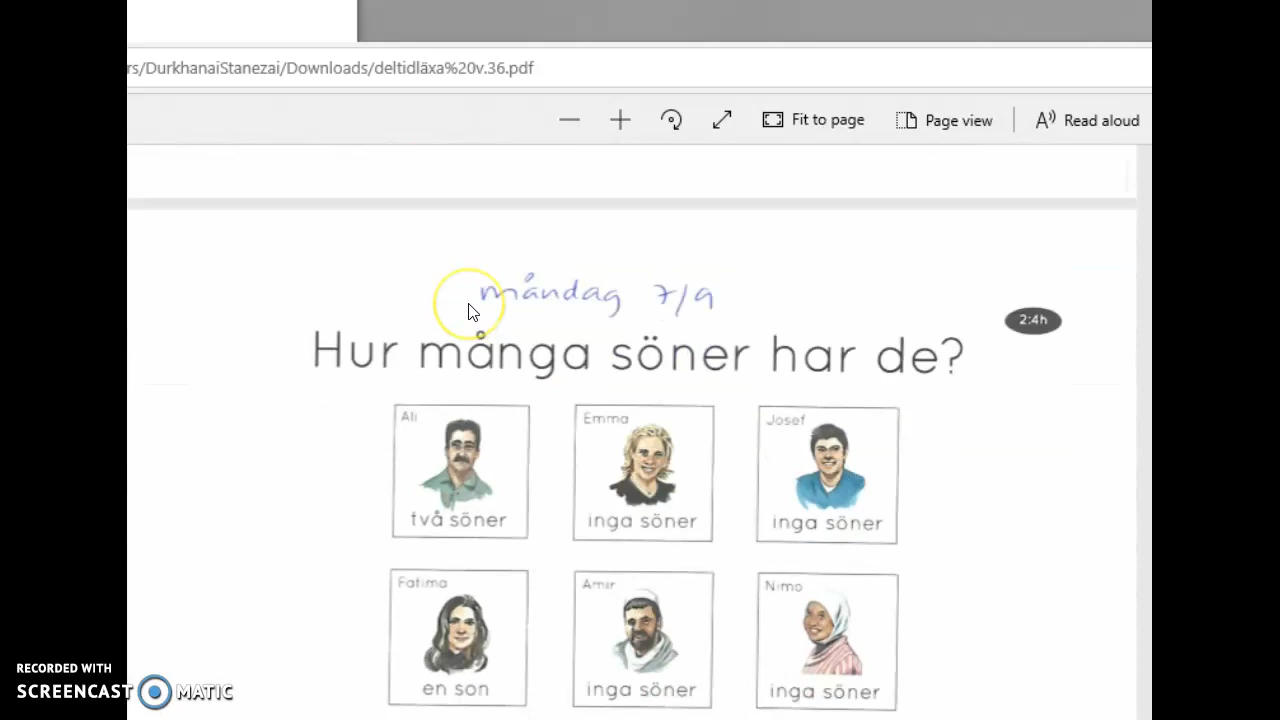 rs/DurkhanaiStanezai/Downloads/deltidläxa%20v.36.pdf
Fit to page
Page view
Read aloud
måndag 7/9
2:4h
Hur många söner har de?
Ali
Emma
Josef
två söner
inga söner
inga söner
Fatima
Amir
Nimo
en son
inga söner
inga söner
RECORDED WITH
SCREENCAST MATIC